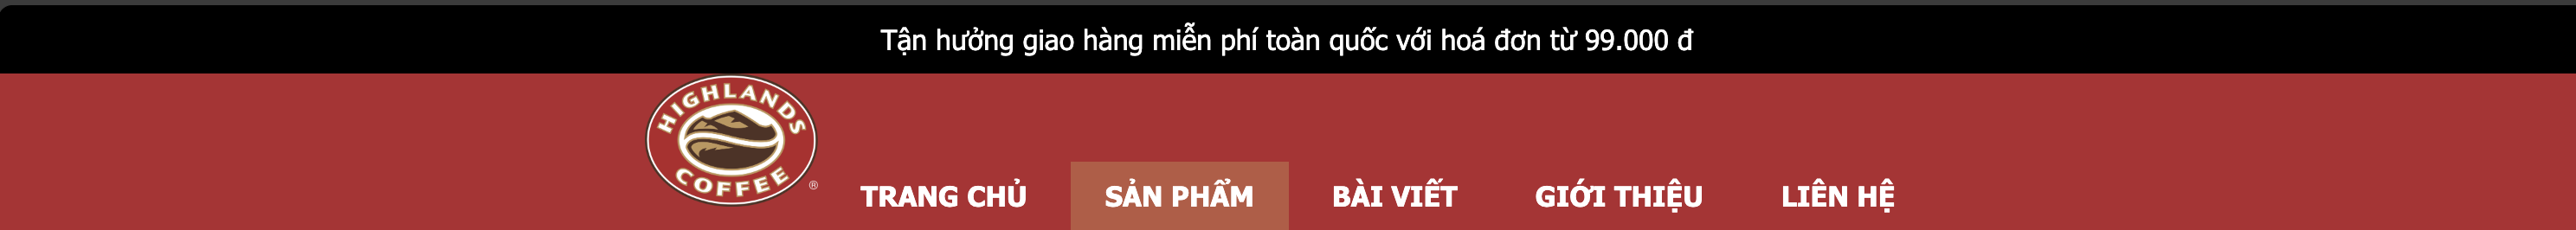 Tận hưởng giao hàng miễn phí toàn quốc với hoá đơn từ 99.000 đ
HIGHLANDS
COFFEE ®
TRANG CHỦ SẢN PHẨM BÀI VIẾT GIỚI THIỆU LIÊN HỆ